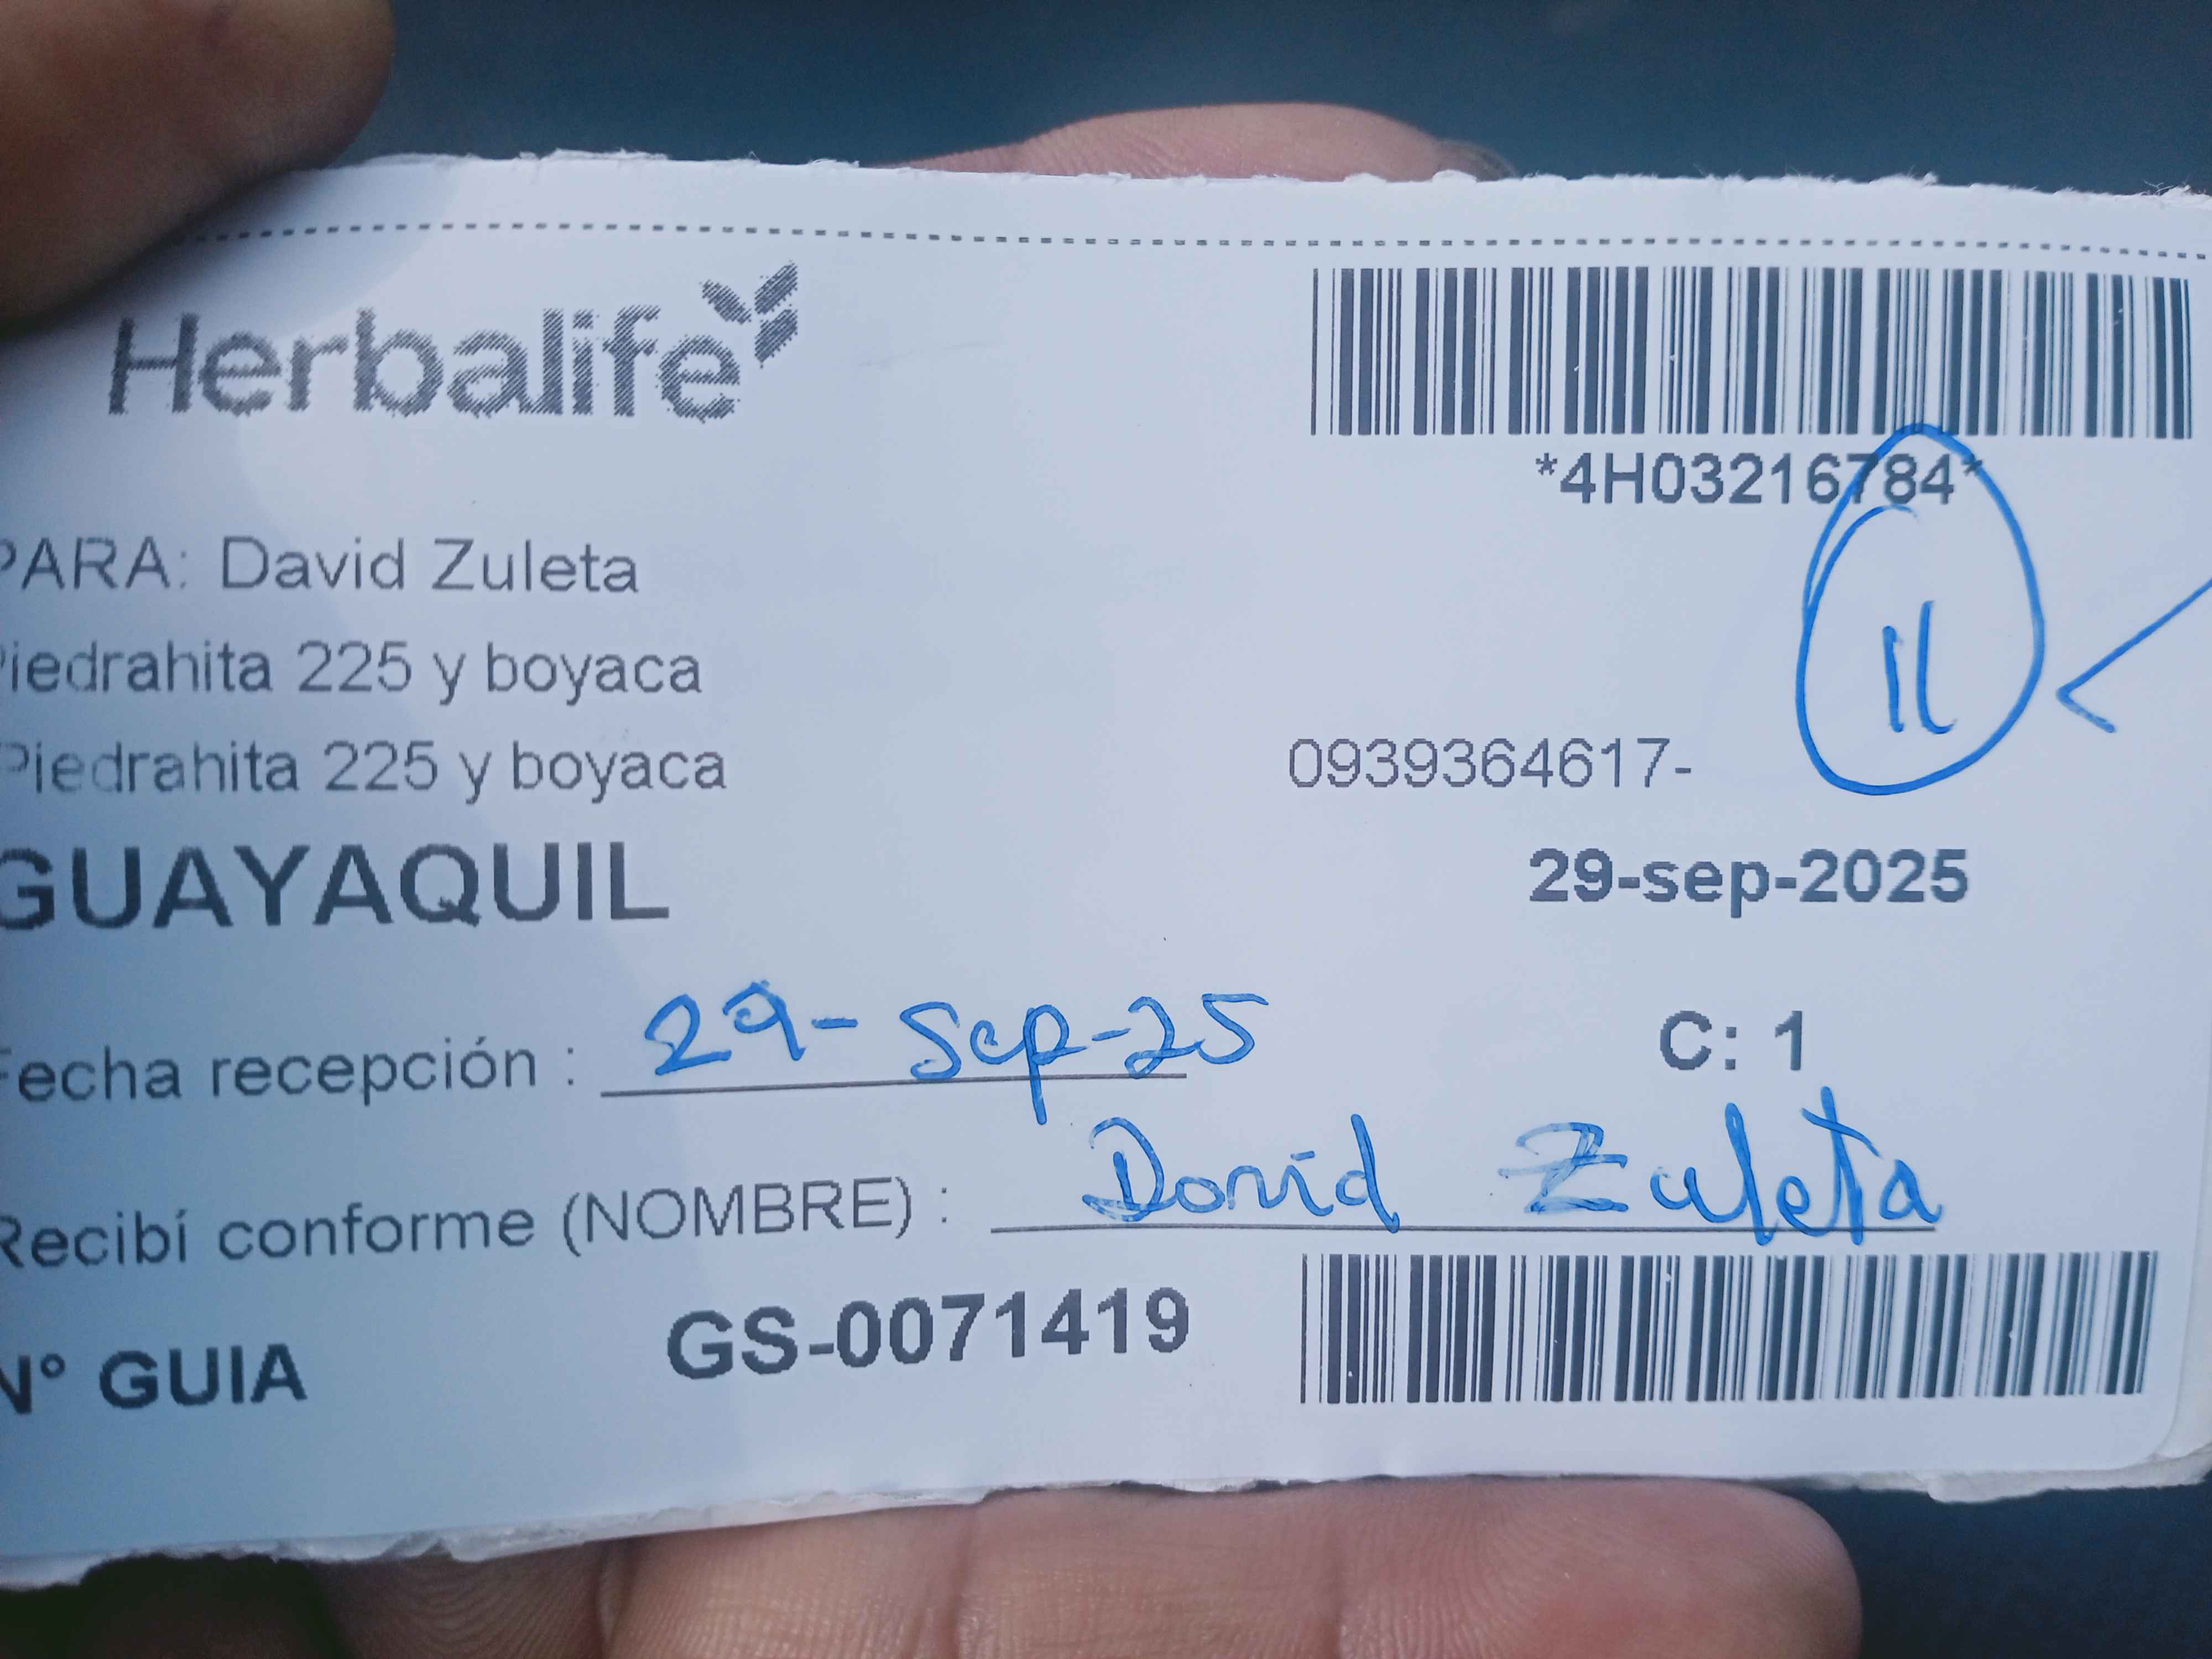 Herbalife
*4H03216784*
PARA: David Zuleta
Piedrahita 225 y boyaca
Piedrahita 225 y boyaca
0939364617-
GUAYAQUIL
29-sep-2025
Fecha recepción : 29-Sep-25
C: 1
Recibí conforme (NOMBRE) : David Zuleta
N° GUIA GS-0071419